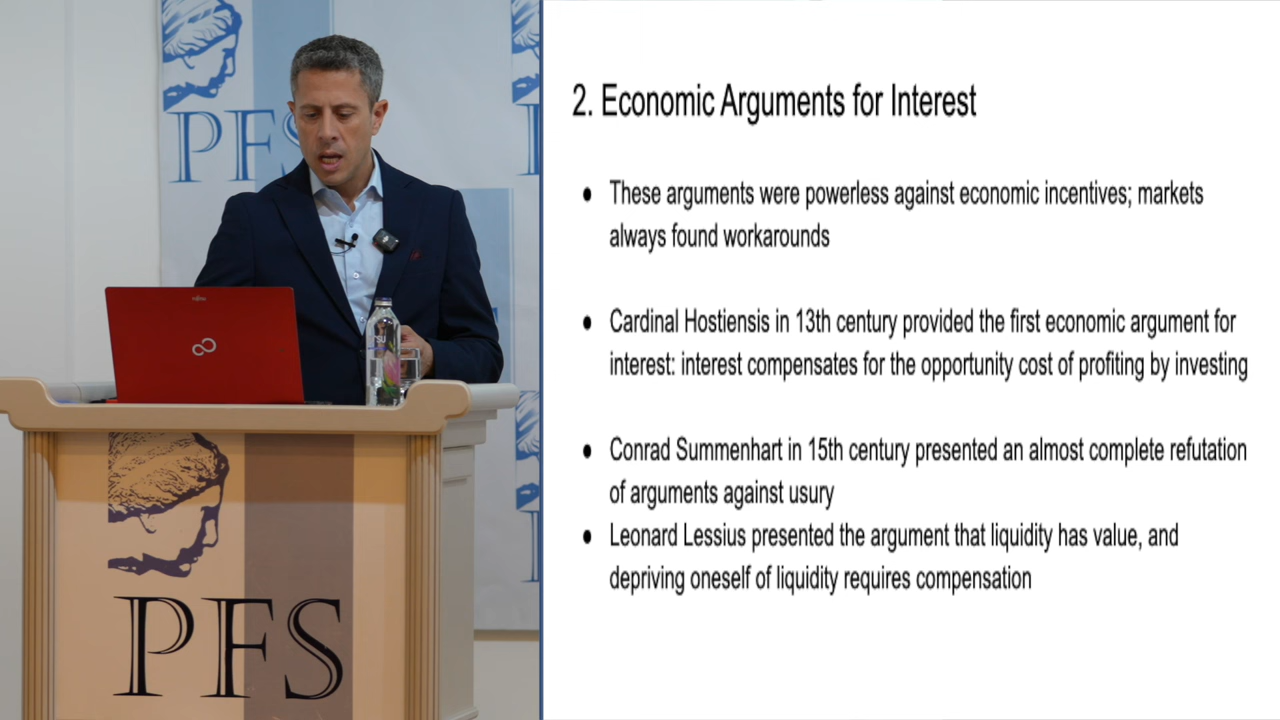 PFS
FUJITSU
PFS
2. Economic Arguments for Interest
● These arguments were powerless against economic incentives; markets
always found workarounds
● Cardinal Hostiensis in 13th century provided the first economic argument for
interest: interest compensates for the opportunity cost of profiting by investing
● Conrad Summenhart in 15th century presented an almost complete refutation
of arguments against usury
● Leonard Lessius presented the argument that liquidity has value, and
depriving oneself of liquidity requires compensation